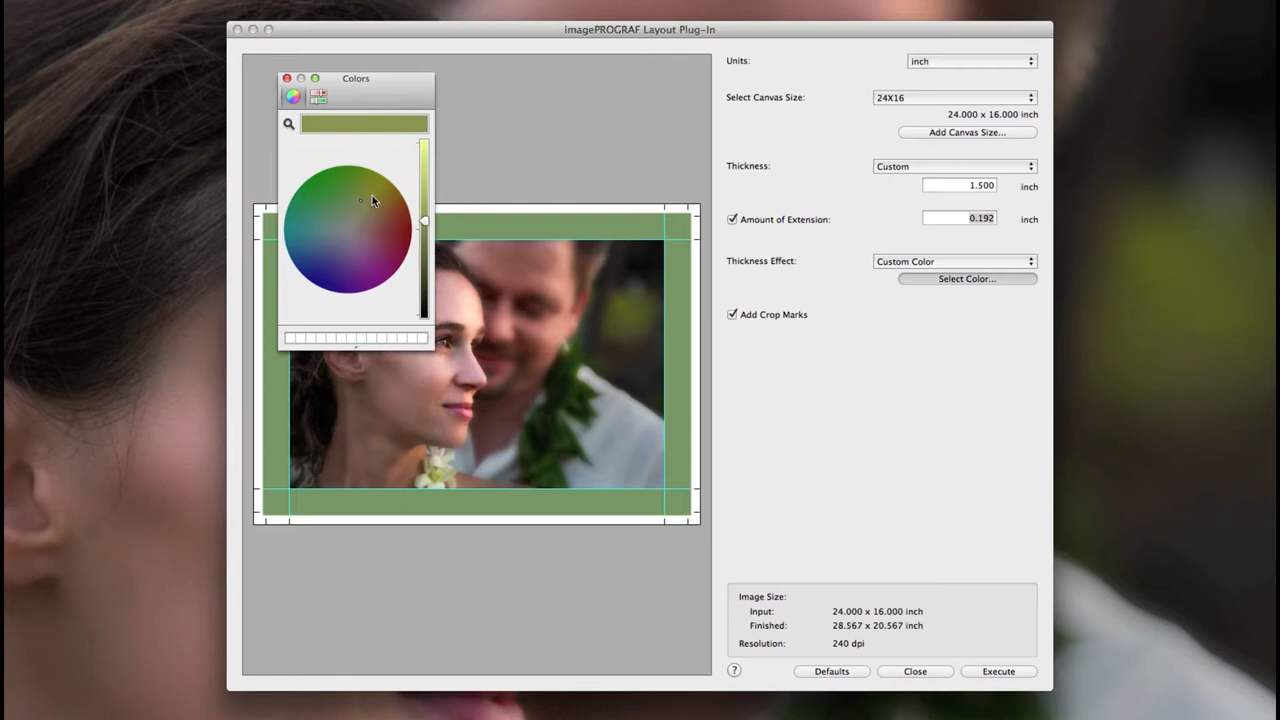 imagePROGRAF Layout Plug-In
Colors
Units:
inch
Select Canvas Size:
24X16
24.000 x 16.000 inch
Add Canvas Size...
Thickness:
Custom
1.500
inch
Amount of Extension:
0.192
inch
Thickness Effect:
Custom Color
Select Color...
Add Crop Marks
Image Size:
Input:
24.000 x 16.000 inch
Finished:
28.567 x 20.567 inch
Resolution:
240 dpi
?
Defaults
Close
Execute